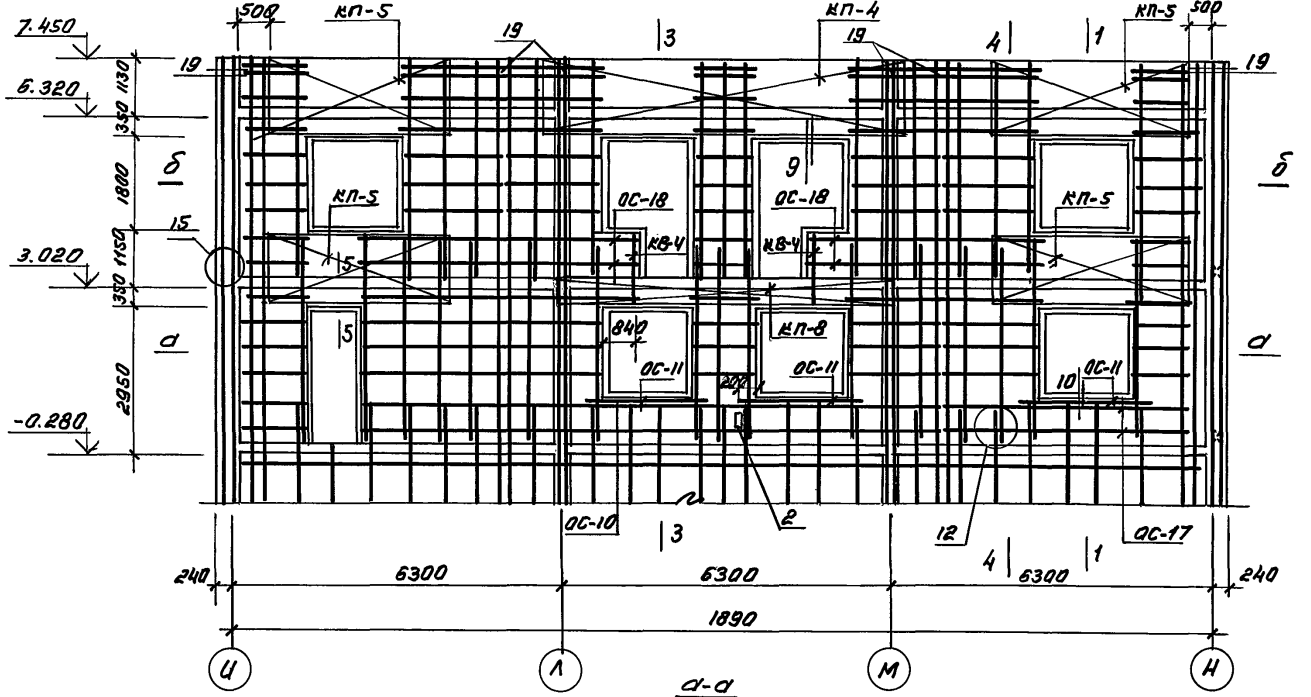 500 КП-5 КП-4 КП-5 500
7.450
19 19 3 19 4 1 19
1130
6.320
350
б б
1800
9
КП-5 ОС-18 ОС-18 КП-5
15
КВ-4 КВ-4
1150
5
3.020
350
а а
5 840 КП-8
2950
ОС-11 200 ОС-11 10 ОС-11
-0.280
ОС-10 3 2 12 ОС-17
4 1
240 6300 6300 6300 240
1890
И Л М Н
а-а